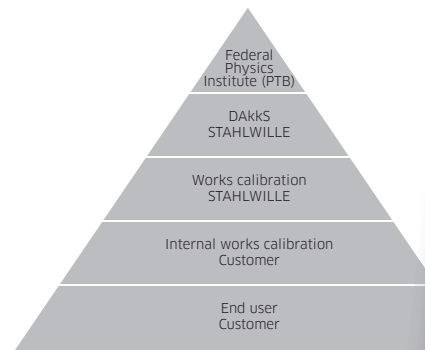 Federal
Physics
Institute (PTB)
DAkkS
STAHLWILLE
Works calibration
STAHLWILLE
Internal works calibration
Customer
End user
Customer